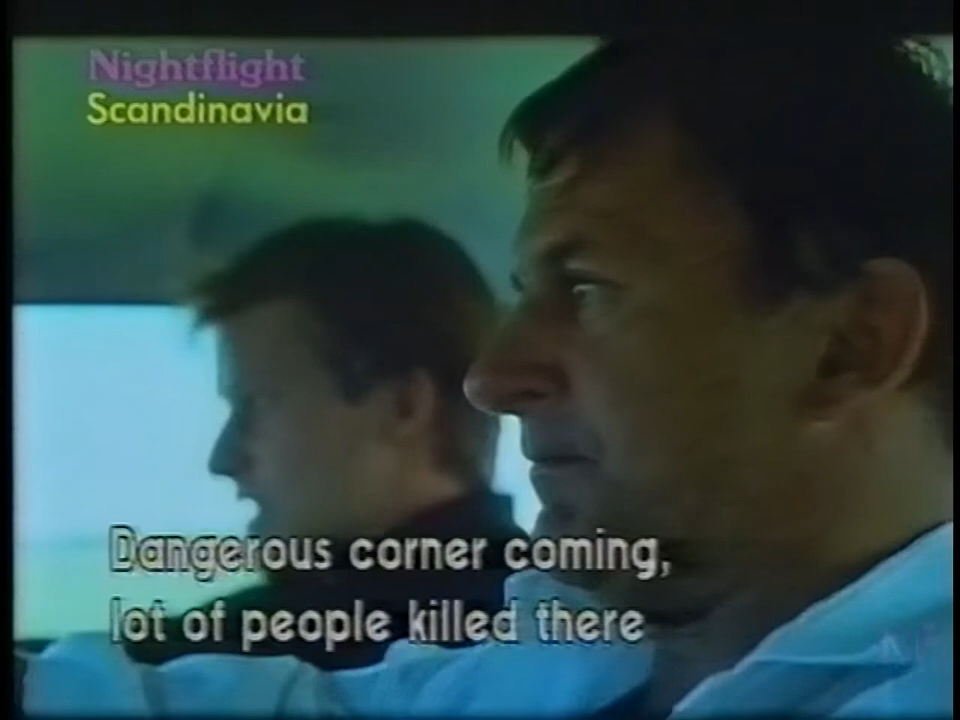 Nightflight
Scandinavia
Dangerous corner coming,
lot of people killed there